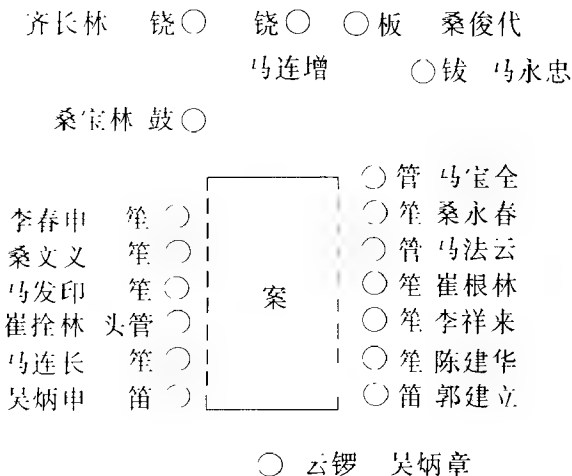 齐长林 铙○ 铙○ ○板 桑俊代
马连增 ○钹 马永忠
桑宝林 鼓○
○管 马宝全
李春申 笙○ ○笙 桑永春
桑文义 笙○ ○管 马法云
马发印 笙○ 案 ○笙 崔根林
崔拴林 头管○ ○笙 李祥来
马连长 笙○ ○笙 陈建华
吴炳申 笛○ ○笛 郭建立
○ 云锣 吴炳章